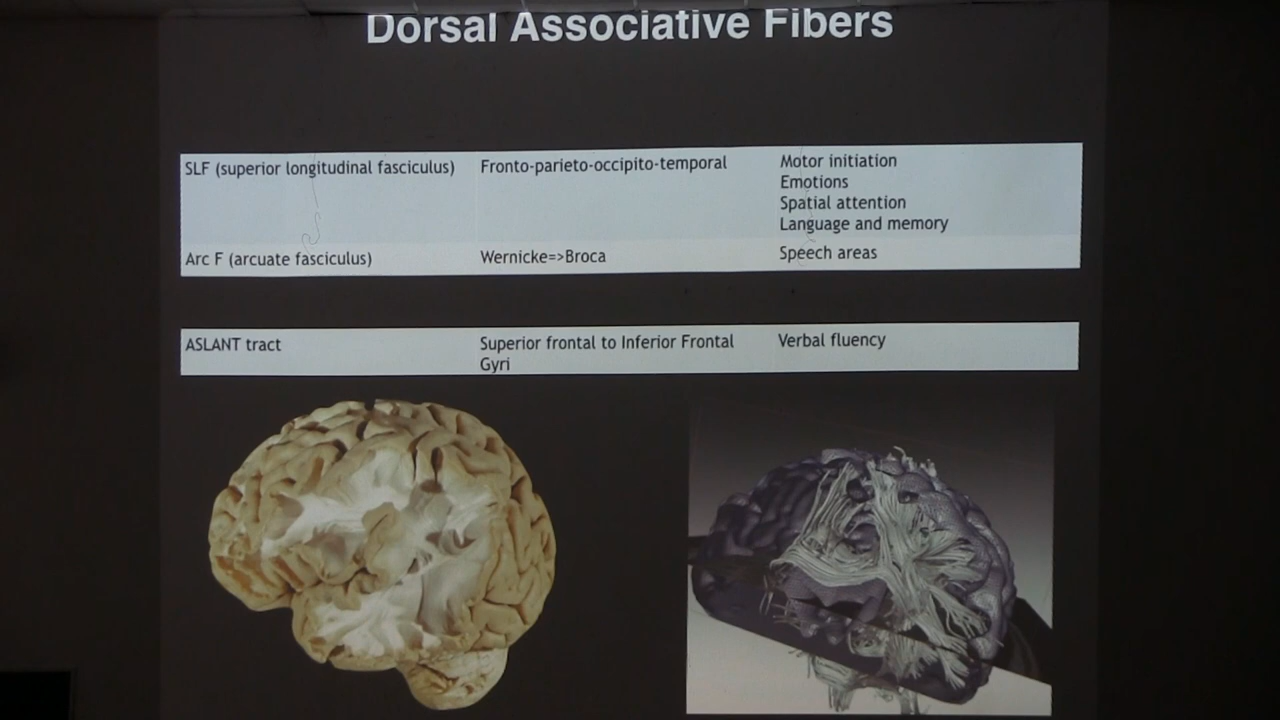 Dorsal Associative Fibers
SLF (superior longitudinal fasciculus) Fronto-parieto-occipito-temporal Motor initiation
Emotions
Spatial attention
Language and memory
Arc F (arcuate fasciculus) Wernicke=>Broca Speech areas
ASLANT tract Superior frontal to Inferior Frontal Verbal fluency
Gyri